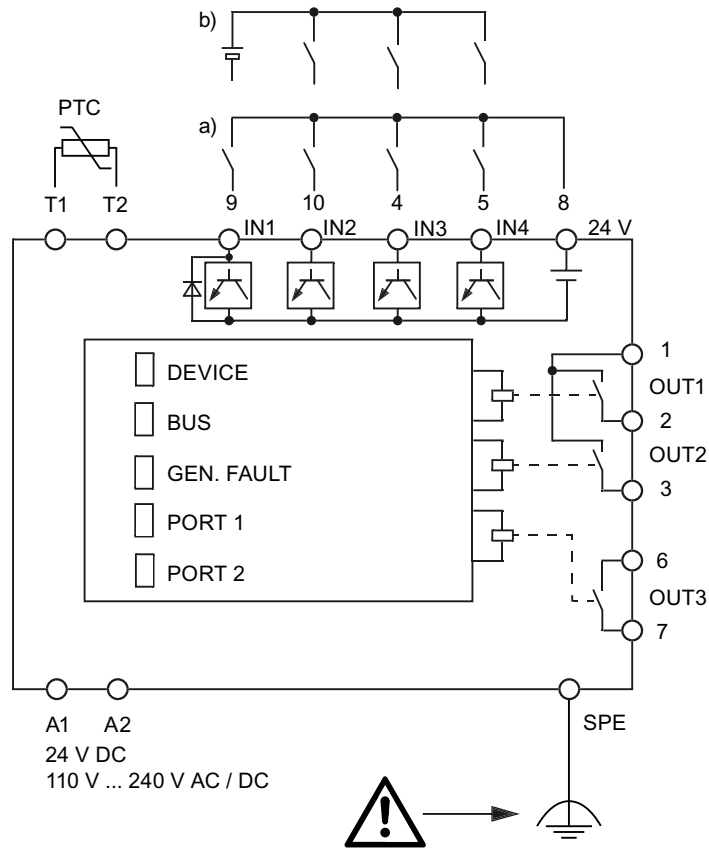 b)
PTC
a)
T1 T2 9 10 4 5 8
IN1 IN2 IN3 IN4 24 V
1
DEVICE
OUT1
BUS
2
OUT2
GEN. FAULT
3
PORT 1
6
PORT 2
OUT3
7
A1 A2
SPE
24 V DC
110 V ... 240 V AC / DC
!